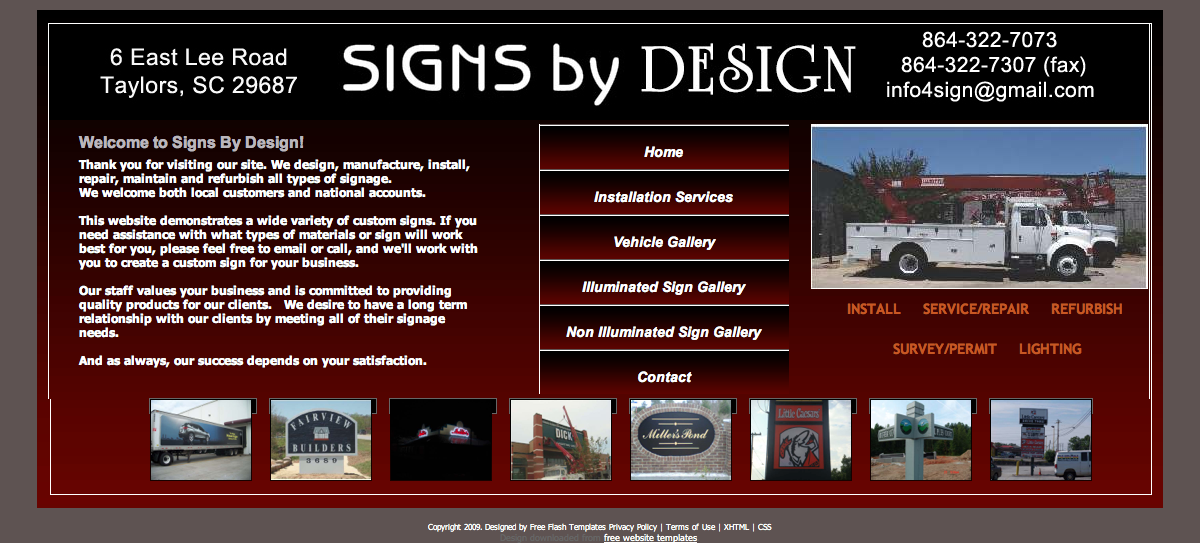 6 East Lee Road
Taylors, SC 29687
SIGNS by DESIGN
864-322-7073
864-322-7307 (fax)
info4sign@gmail.com
Welcome to Signs By Design!
Thank you for visiting our site. We design, manufacture, install,
repair, maintain and refurbish all types of signage.
We welcome both local customers and national accounts.
This website demonstrates a wide variety of custom signs. If you
need assistance with what types of materials or sign will work
best for you, please feel free to email or call, and we'll work with
you to create a custom sign for your business.
Our staff values your business and is committed to providing
quality products for our clients. We desire to have a long term
relationship with our clients by meeting all of their signage
needs.
And as always, our success depends on your satisfaction.
Home
Installation Services
Vehicle Gallery
Illuminated Sign Gallery
Non Illuminated Sign Gallery
Contact
INSTALL SERVICE/REPAIR REFURBISH
SURVEY/PERMIT LIGHTING
FAIRVIEW
BUILDERS
3689
DICK
Miller's Pond
Little Caesars
Copyright 2009. Designed by Free Flash Templates Privacy Policy | Terms of Use | XHTML | CSS
Design downloaded from free website templates